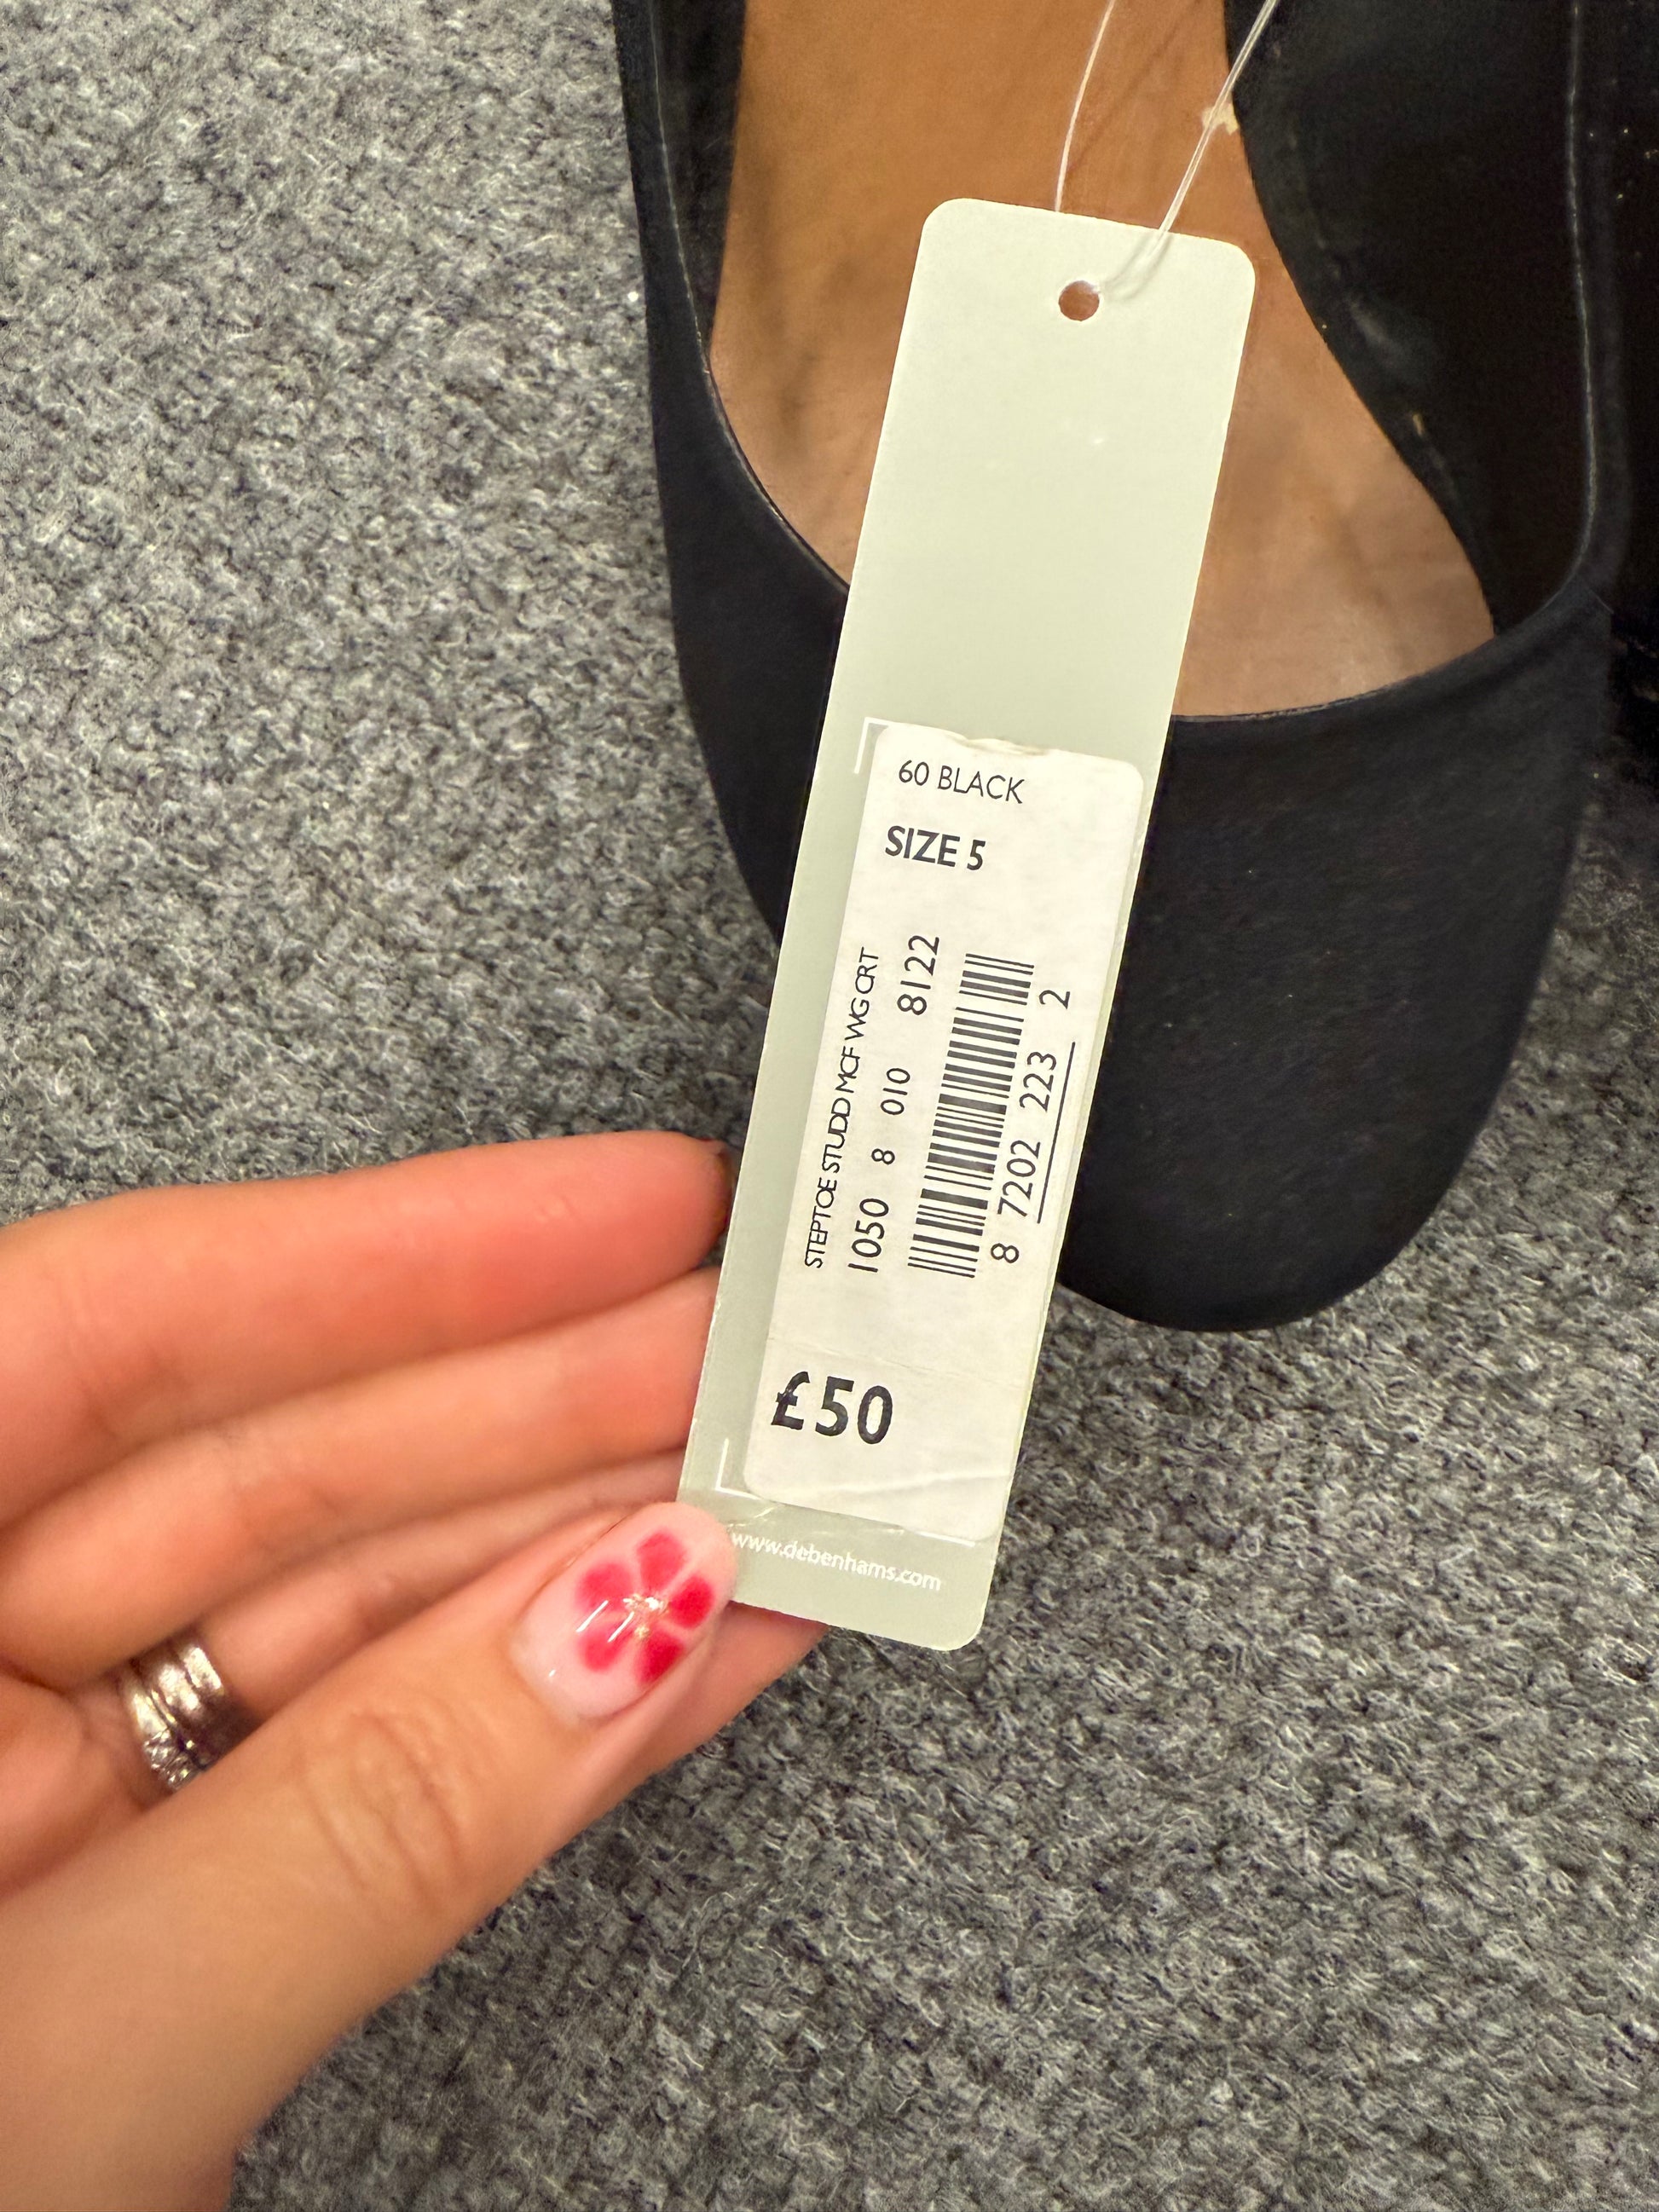 60 BLACK
SIZE 5
STEPTOE STUDD MCF WG CRT
1050 8 010 8122
8 7202 223 2
£50
www.debenhams.com